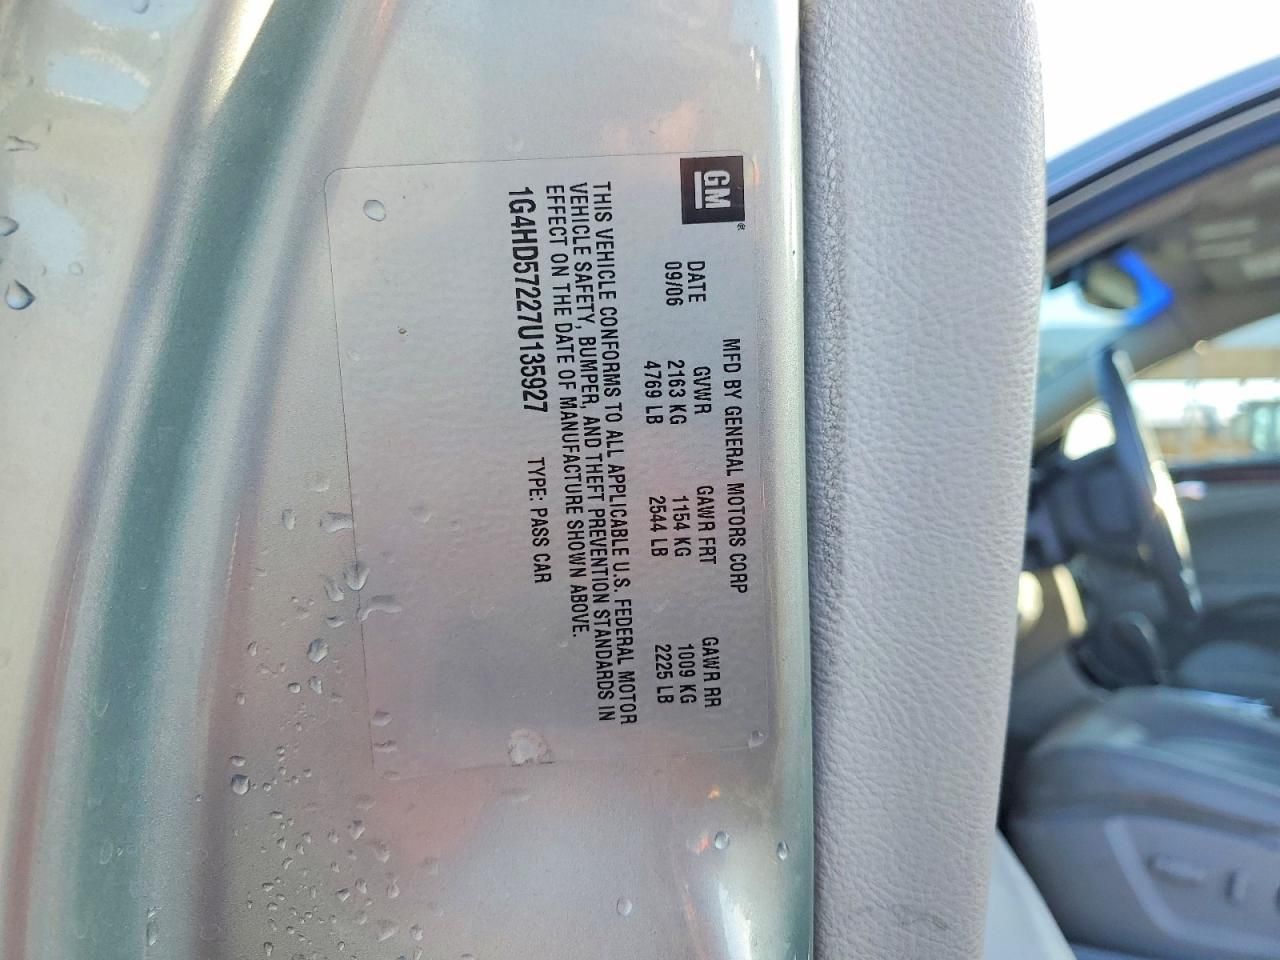 GM®
MFD BY GENERAL MOTORS CORP
DATE GVWR GAWR FRT GAWR RR
09/06 2163 KG 1154 KG 1009 KG
4769 LB 2544 LB 2225 LB
THIS VEHICLE CONFORMS TO ALL APPLICABLE U.S. FEDERAL MOTOR
VEHICLE SAFETY, BUMPER, AND THEFT PREVENTION STANDARDS IN
EFFECT ON THE DATE OF MANUFACTURE SHOWN ABOVE.
1G4HD57227U135927 TYPE: PASS CAR